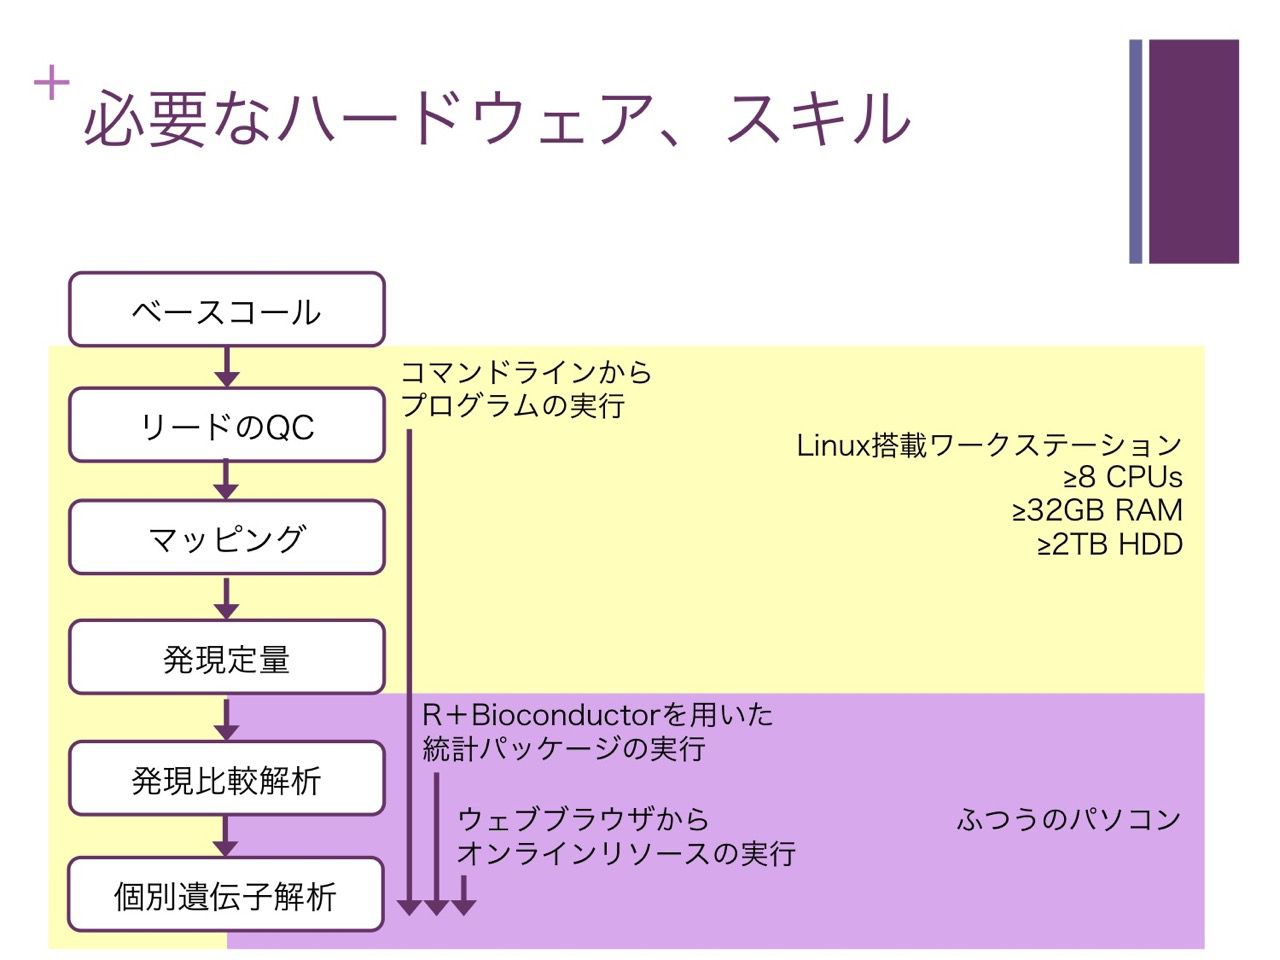 +
必要なハードウェア、スキル
ベースコール
リードのQC
マッピング
発現定量
発現比較解析
個別遺伝子解析
コマンドラインから
プログラムの実行
Linux搭載ワークステーション
≥8 CPUs
≥32GB RAM
≥2TB HDD
R＋Bioconductorを用いた
統計パッケージの実行
ウェブブラウザから
オンラインリソースの実行
ふつうのパソコン